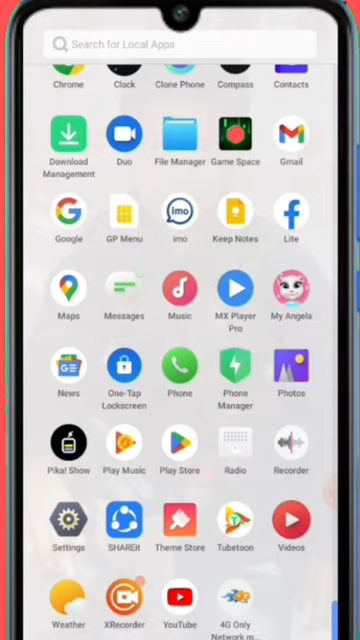 Search for Local Apps
Chrome Clock Clone Phone Compass Contacts
Download Management Duo File Manager Game Space Gmail
Google GP Menu imo Keep Notes Lite
Maps Messages Music MX Player Pro My Angela
News One-Tap Lockscreen Phone Phone Manager Photos
Pika! Show Play Music Play Store Radio Recorder
Settings SHAREit Theme Store Tubetoon Videos
Weather XRecorder YouTube 4G Only Network m...